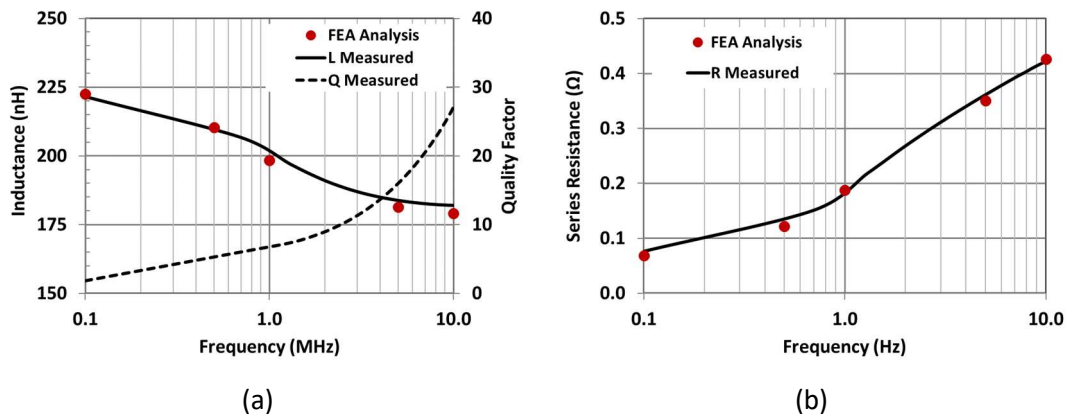 250
225
200
175
150
Inductance (nH)
0.1
1.0
10.0
Frequency (MHz)
40
30
20
10
0
Quality Factor
FEA Analysis
L Measured
Q Measured
(a)
0.5
0.4
0.3
0.2
0.1
0.0
Series Resistance (Ω)
0.1
1.0
10.0
Frequency (Hz)
FEA Analysis
R Measured
(b)